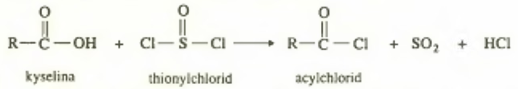 O O O
R—C—OH + Cl—S—Cl ⟶ R—C—Cl + SO₂ + HCl
kyselina thionylchlorid acylchlorid